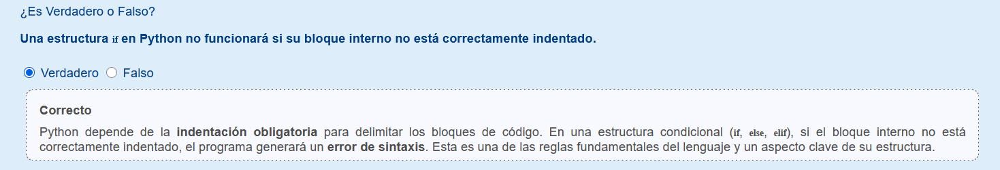 ¿Es Verdadero o Falso?
Una estructura if en Python no funcionará si su bloque interno no está correctamente indentado.
Verdadero Falso
Correcto
Python depende de la indentación obligatoria para delimitar los bloques de código. En una estructura condicional (if, else, elif), si el bloque interno no está
correctamente indentado, el programa generará un error de sintaxis. Esta es una de las reglas fundamentales del lenguaje y un aspecto clave de su estructura.